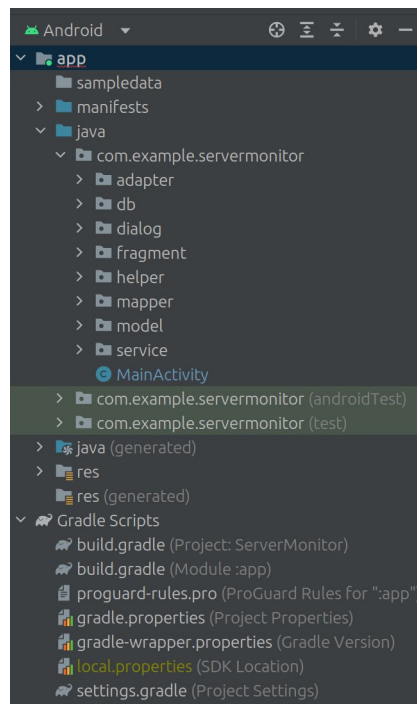 Android
app
sampledata
manifests
java
com.example.servermonitor
adapter
db
dialog
fragment
helper
mapper
model
service
C MainActivity
com.example.servermonitor (androidTest)
com.example.servermonitor (test)
java (generated)
res
res (generated)
Gradle Scripts
build.gradle (Project: ServerMonitor)
build.gradle (Module :app)
proguard-rules.pro (ProGuard Rules for ":app"
gradle.properties (Project Properties)
gradle-wrapper.properties (Gradle Version)
local.properties (SDK Location)
settings.gradle (Project Settings)